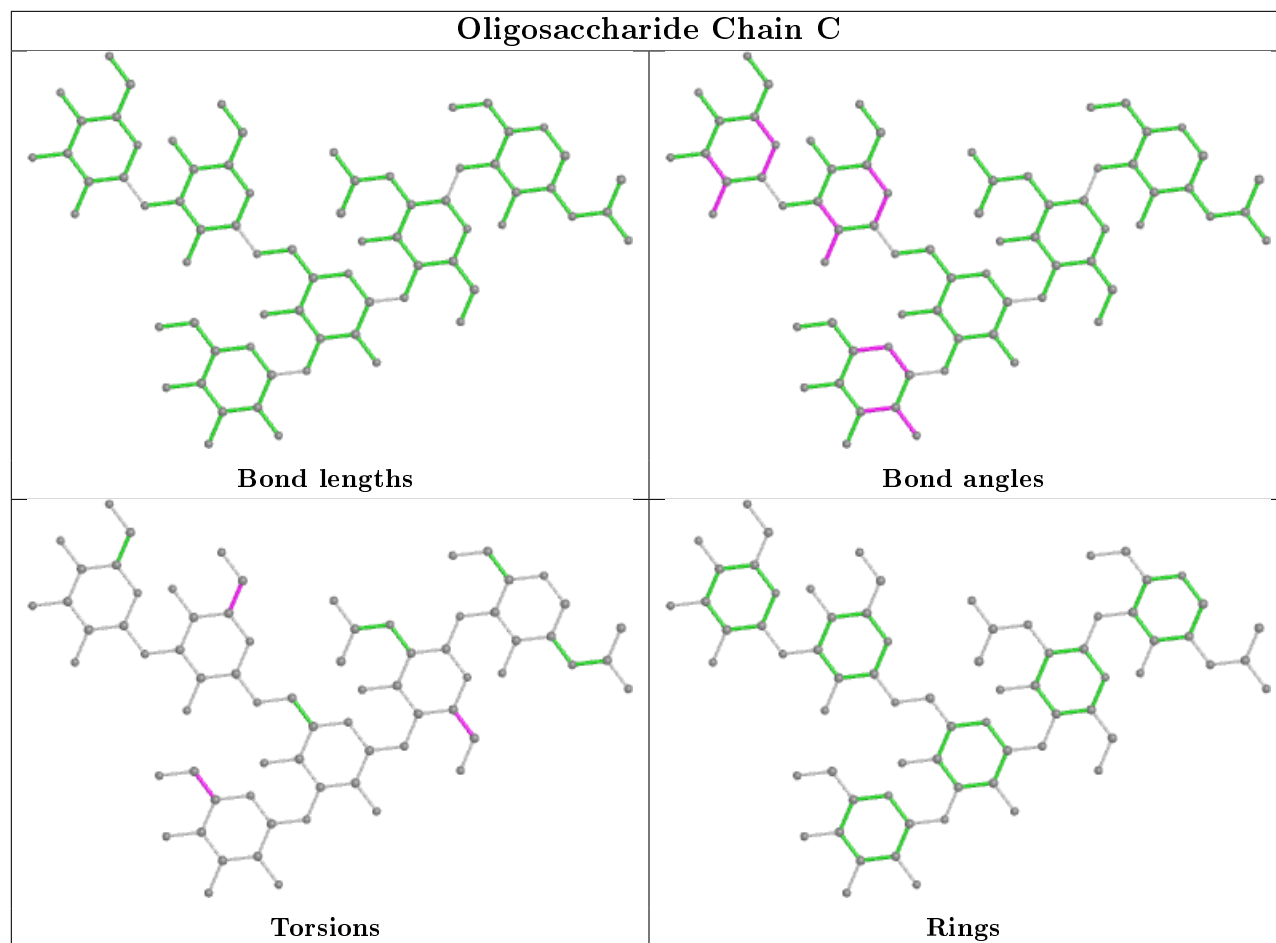 Oligosaccharide Chain C
Bond lengths
Bond angles
Torsions
Rings